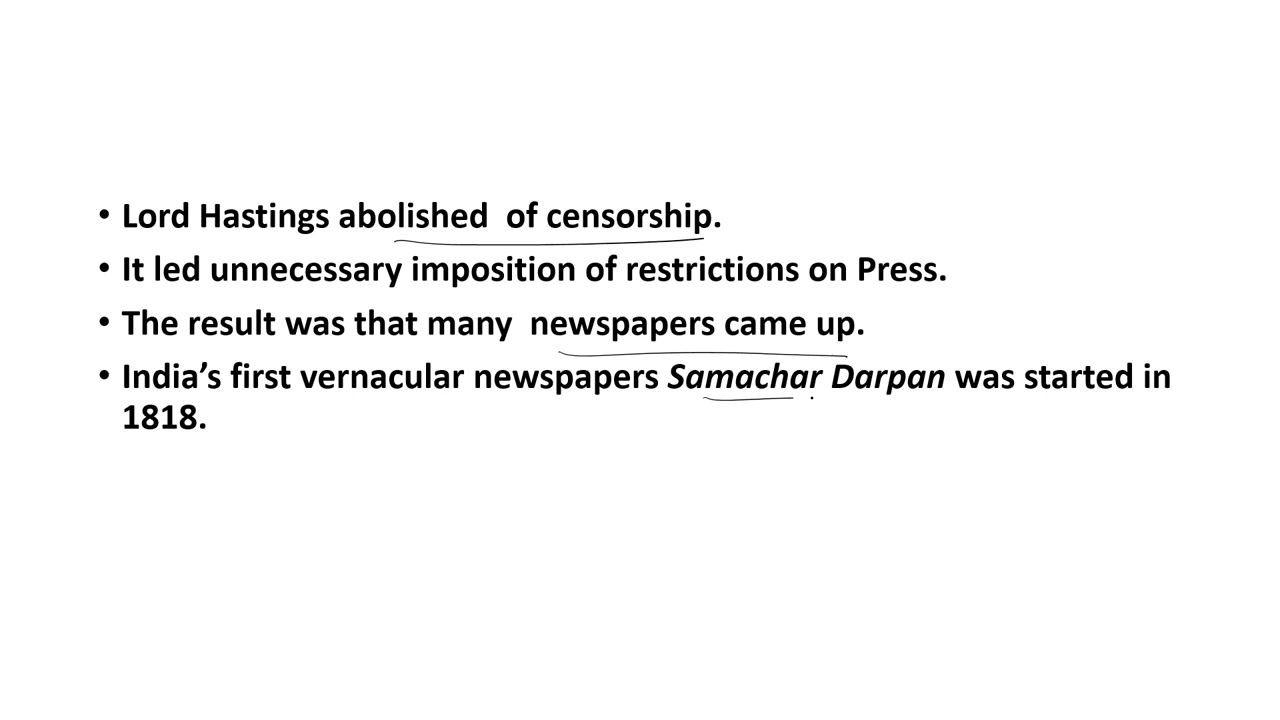 • Lord Hastings abolished  of censorship.
• It led unnecessary imposition of restrictions on Press.
• The result was that many  newspapers came up.
• India’s first vernacular newspapers Samachar Darpan was started in
1818.